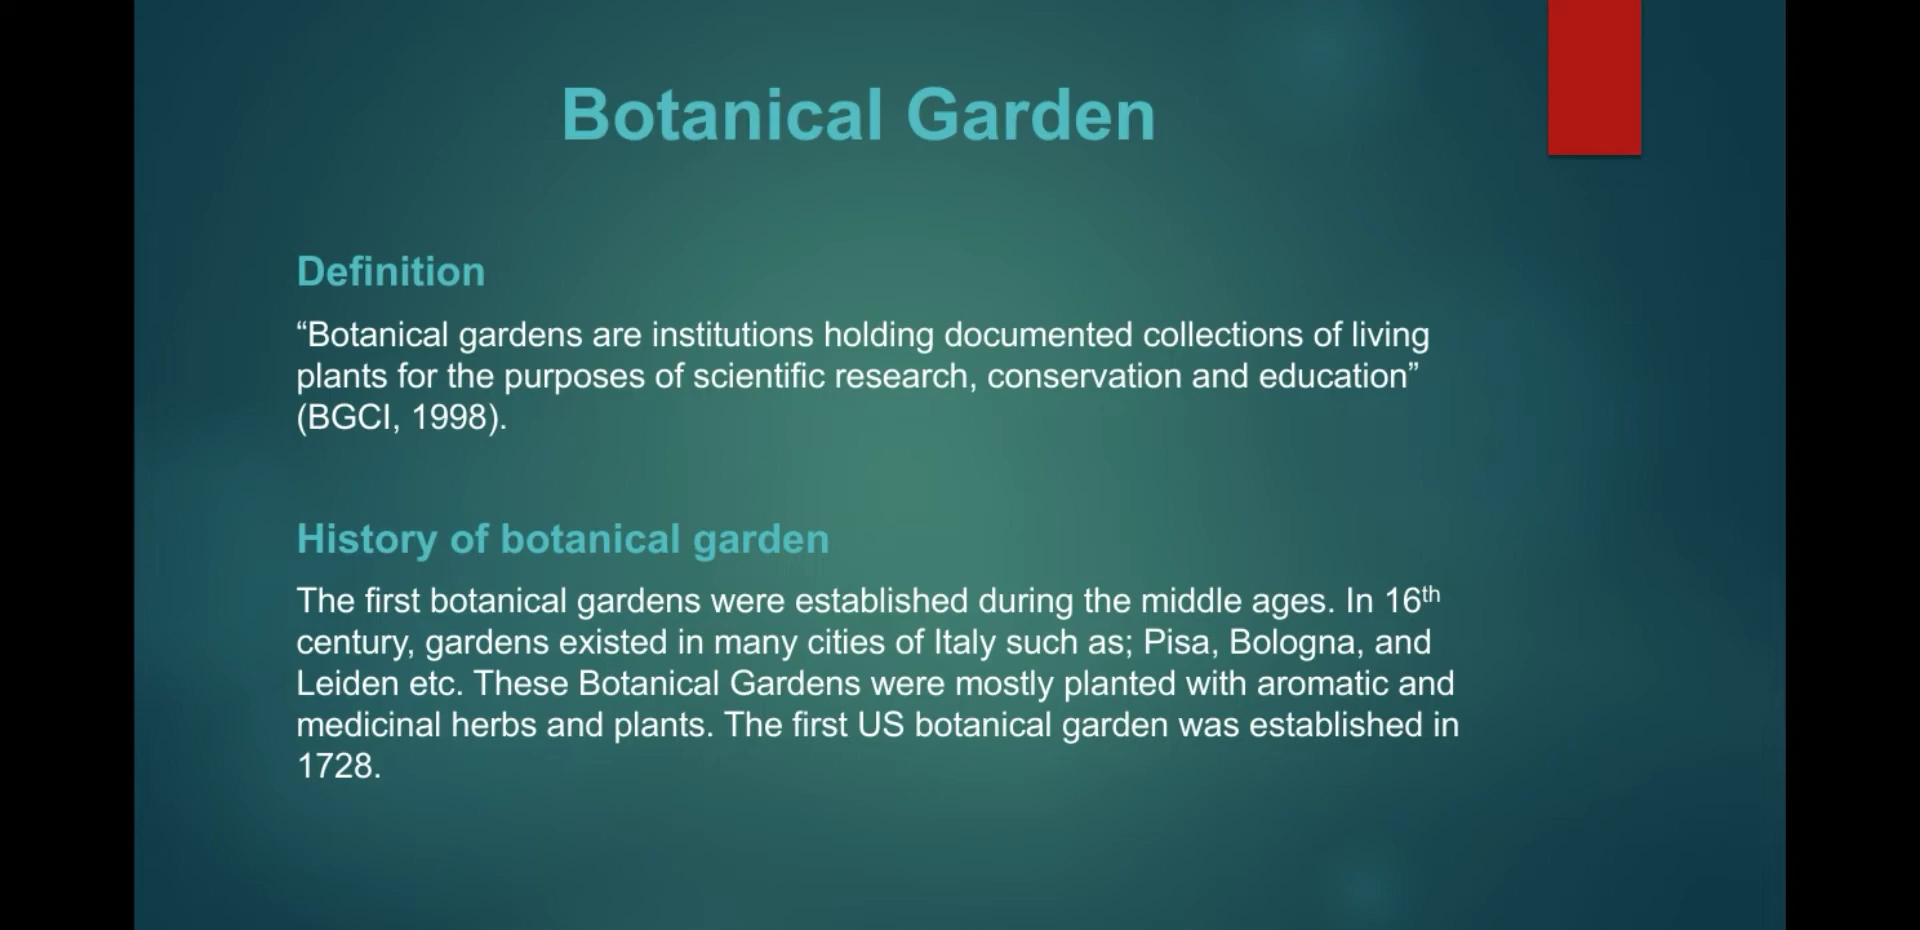 Botanical Garden
Definition
“Botanical gardens are institutions holding documented collections of living
plants for the purposes of scientific research, conservation and education”
(BGCI, 1998).
History of botanical garden
The first botanical gardens were established during the middle ages. In 16th
century, gardens existed in many cities of Italy such as; Pisa, Bologna, and
Leiden etc. These Botanical Gardens were mostly planted with aromatic and
medicinal herbs and plants. The first US botanical garden was established in
1728.